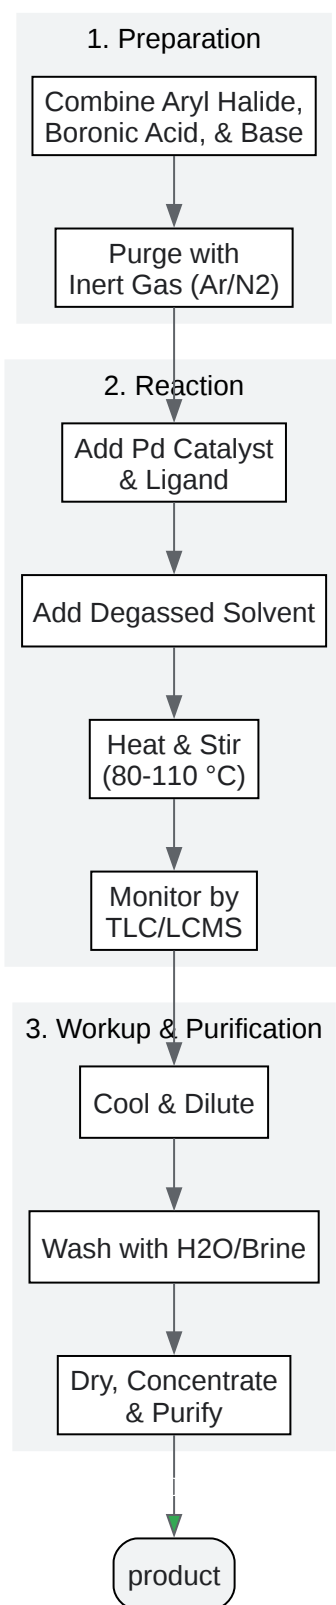 1. Preparation
Combine Aryl Halide,
Boronic Acid, & Base
Purge with
Inert Gas (Ar/N2)
2. Reaction
Add Pd Catalyst
& Ligand
Add Degassed Solvent
Heat & Stir
(80-110 °C)
Monitor by
TLC/LCMS
3. Workup & Purification
Cool & Dilute
Wash with H2O/Brine
Dry, Concentrate
& Purify
product